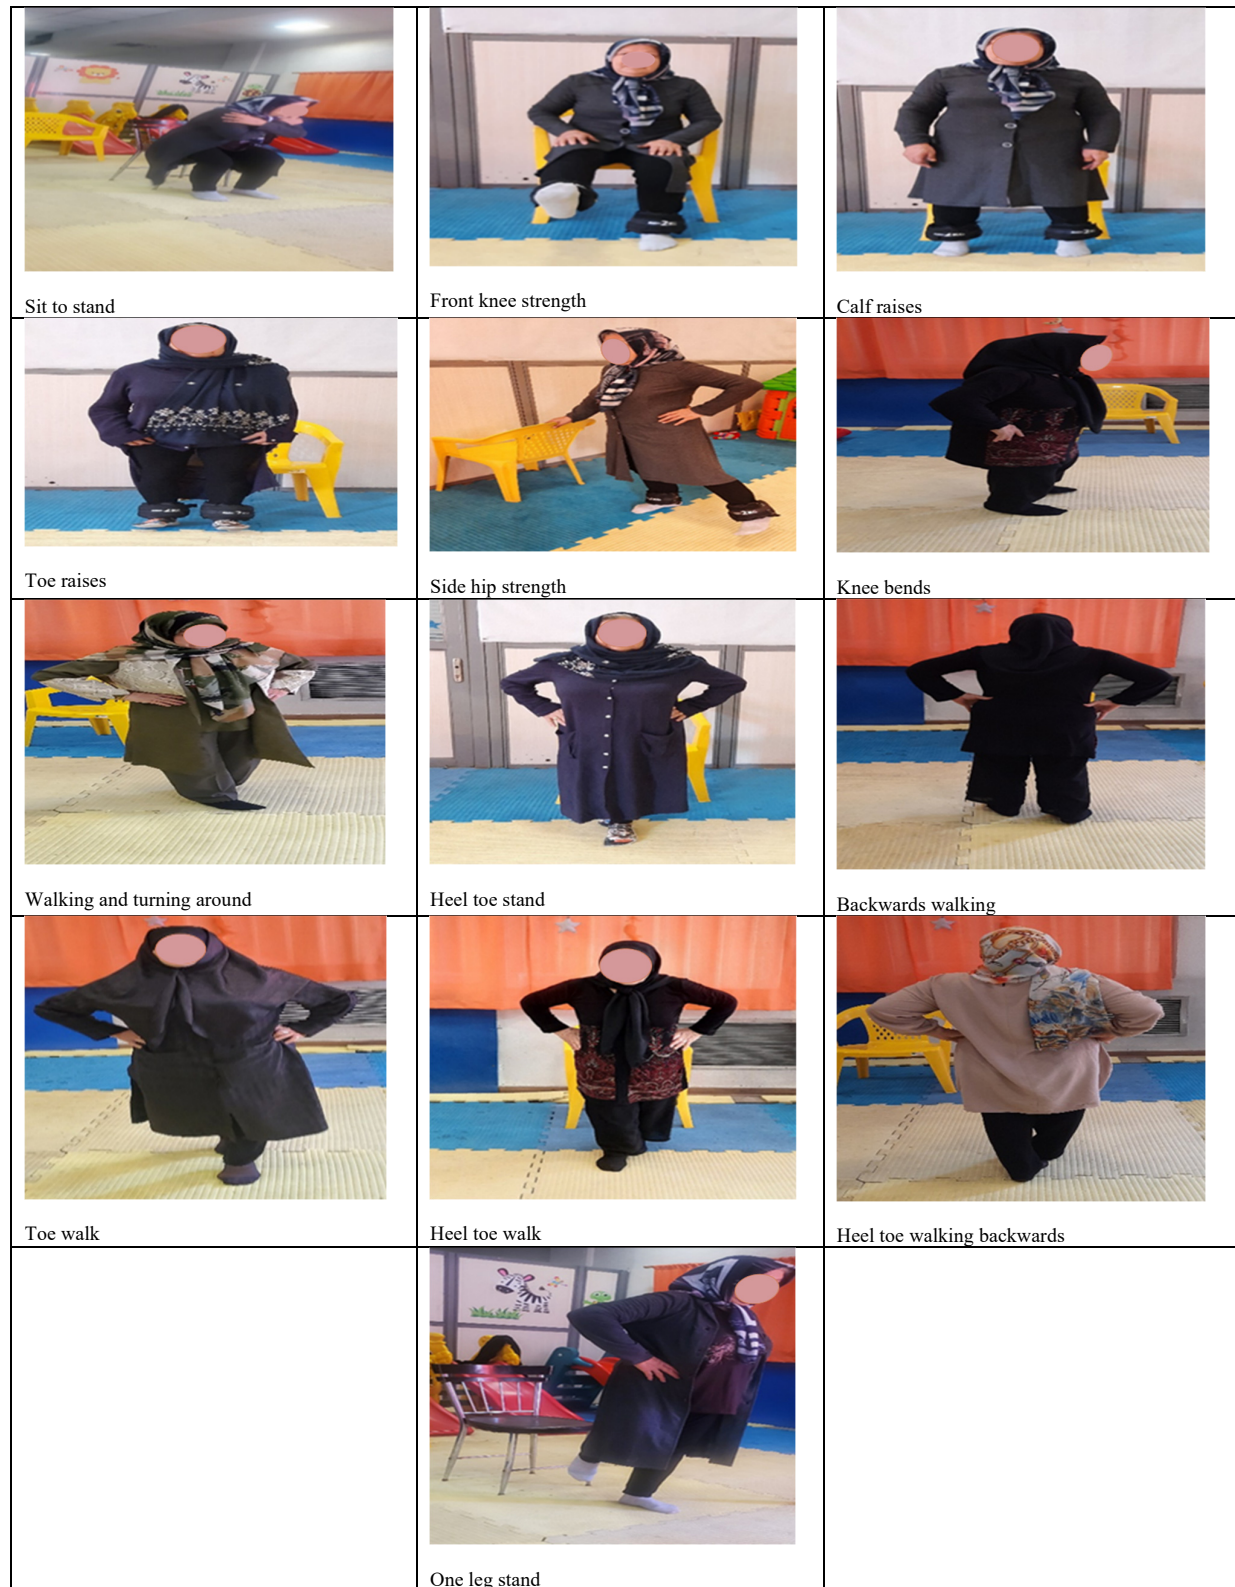 Sit to stand
Front knee strength
Calf raises
Toe raises
Side hip strength
Knee bends
Walking and turning around
Heel toe stand
Backwards walking
Toe walk
Heel toe walk
Heel toe walking backwards
One leg stand